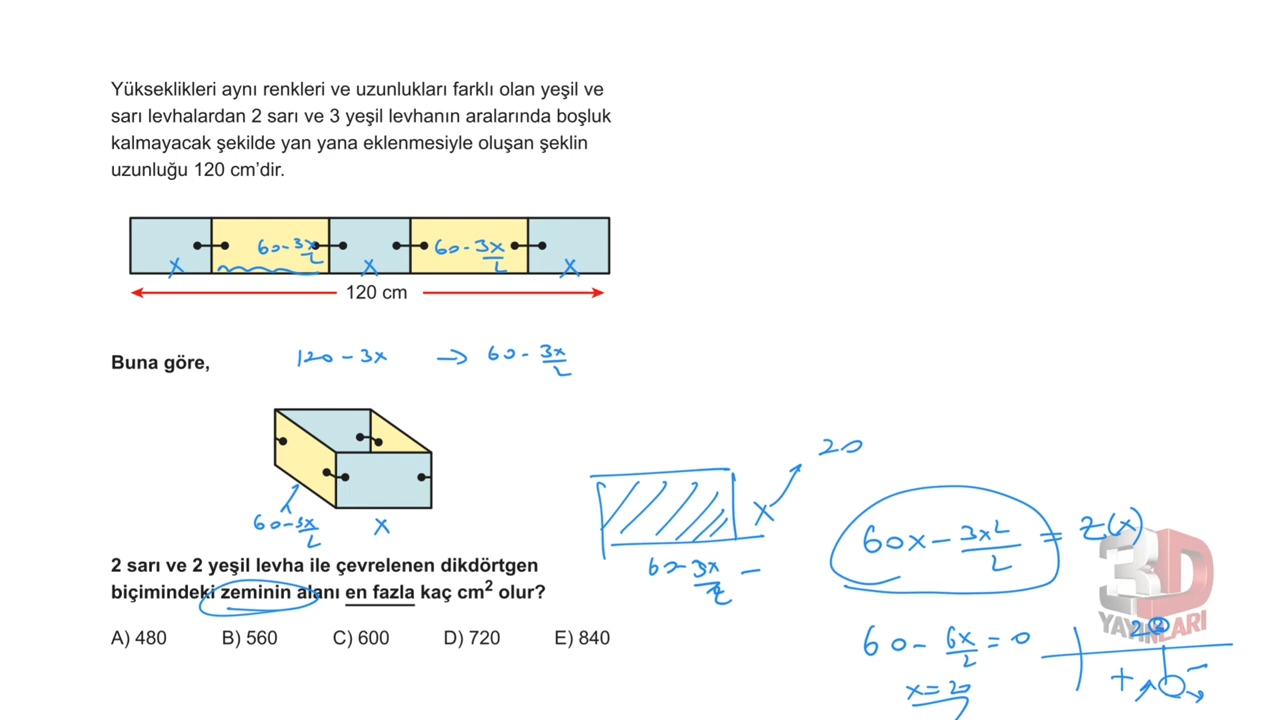 Yükseklikleri aynı renkleri ve uzunlukları farklı olan yeşil ve
sarı levhalardan 2 sarı ve 3 yeşil levhanın aralarında boşluk
kalmayacak şekilde yan yana eklenmesiyle oluşan şeklin
uzunluğu 120 cm’dir.
60-3x/2 60-3x/2
x x x
120 cm
Buna göre, 120-3x → 60-3x/2
60-3x/2 x
20
x
60-3x/2
60x-3x²/2 = Z(x)
2 sarı ve 2 yeşil levha ile çevrelenen dikdörtgen
biçimindeki zeminin alanı en fazla kaç cm² olur?
A) 480 B) 560 C) 600 D) 720 E) 840
3D
YAYINLARI
60-6x/2=0
x=20
20
+ -